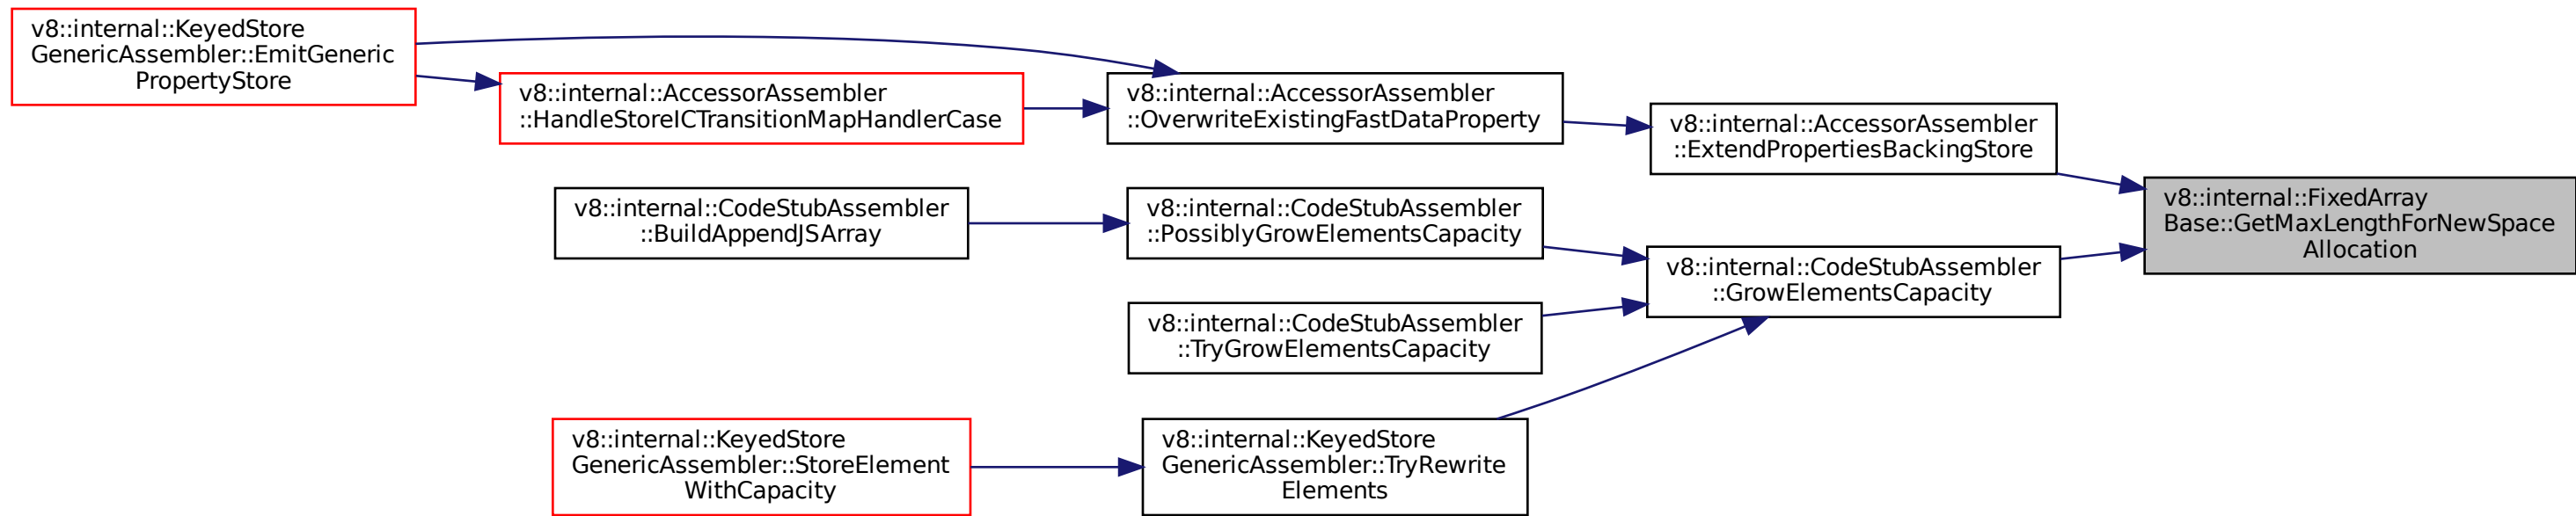 v8::internal::KeyedStore
GenericAssembler::EmitGeneric
PropertyStore
v8::internal::AccessorAssembler
::HandleStoreICTransitionMapHandlerCase
v8::internal::AccessorAssembler
::OverwriteExistingFastDataProperty
v8::internal::AccessorAssembler
::ExtendPropertiesBackingStore
v8::internal::FixedArray
Base::GetMaxLengthForNewSpace
Allocation
v8::internal::CodeStubAssembler
::BuildAppendJSArray
v8::internal::CodeStubAssembler
::PossiblyGrowElementsCapacity
v8::internal::CodeStubAssembler
::GrowElementsCapacity
v8::internal::CodeStubAssembler
::TryGrowElementsCapacity
v8::internal::KeyedStore
GenericAssembler::StoreElement
WithCapacity
v8::internal::KeyedStore
GenericAssembler::TryRewrite
Elements